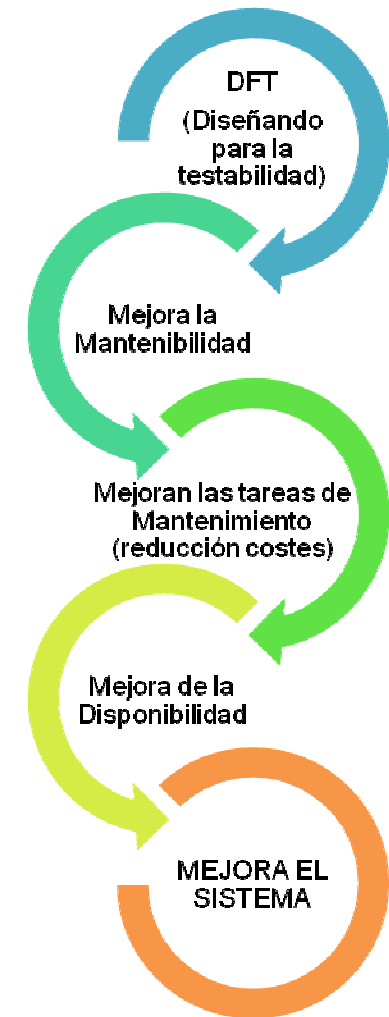 DFT
(Diseñando
para la
testabilidad)
Mejora la
Mantenibilidad
Mejoran las tareas de
Mantenimiento
(reducción costes)
Mejora de la
Disponibilidad
MEJORA EL
SISTEMA